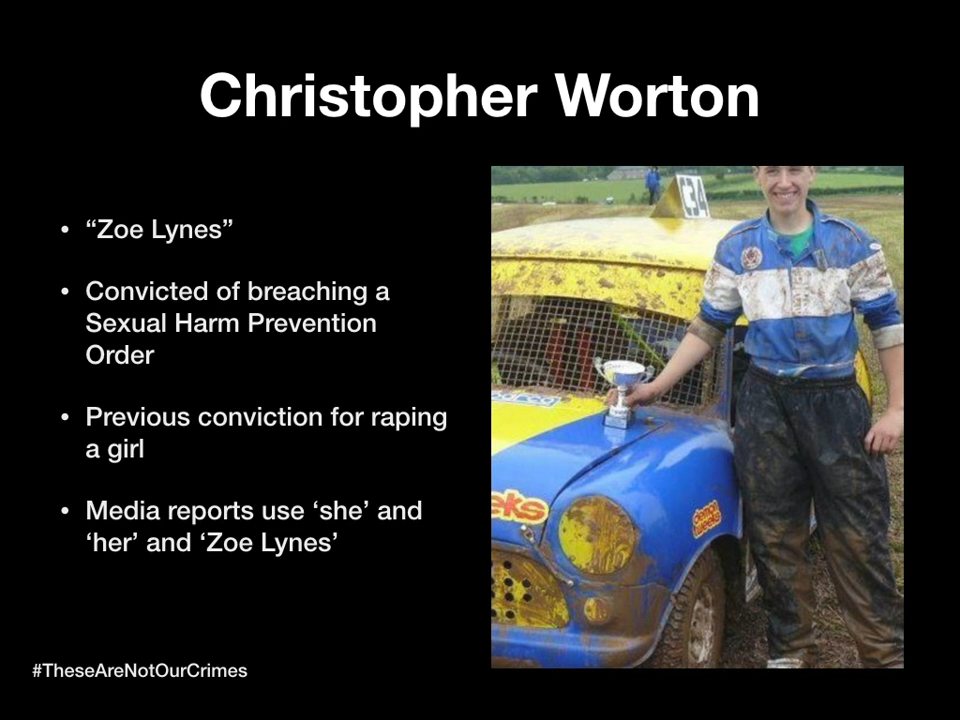 Christopher Worton
• “Zoe Lynes”
• Convicted of breaching a
Sexual Harm Prevention
Order
• Previous conviction for raping
a girl
• Media reports use ‘she’ and
‘her’ and ‘Zoe Lynes’
#TheseAreNotOurCrimes
C34